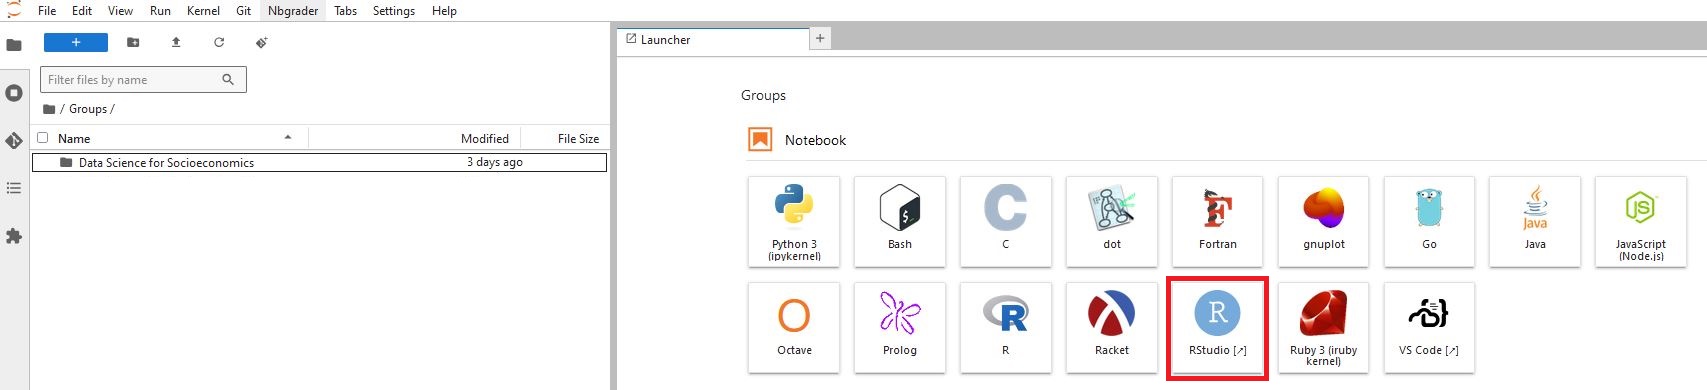 File Edit View Run Kernel Git Nbgrader Tabs Settings Help
+
Filter files by name
/ Groups /
Name Modified File Size
Data Science for Socioeconomics 3 days ago
Launcher +
Groups
Notebook
Python 3
(ipykernel)
Bash
C
dot
Fortran
gnuplot
Go
Java
Java
JS
JavaScript
(Node.js)
Octave
Prolog
R
R
Racket
R
RStudio [↗]
Ruby 3 (iruby
kernel)
VS Code [↗]